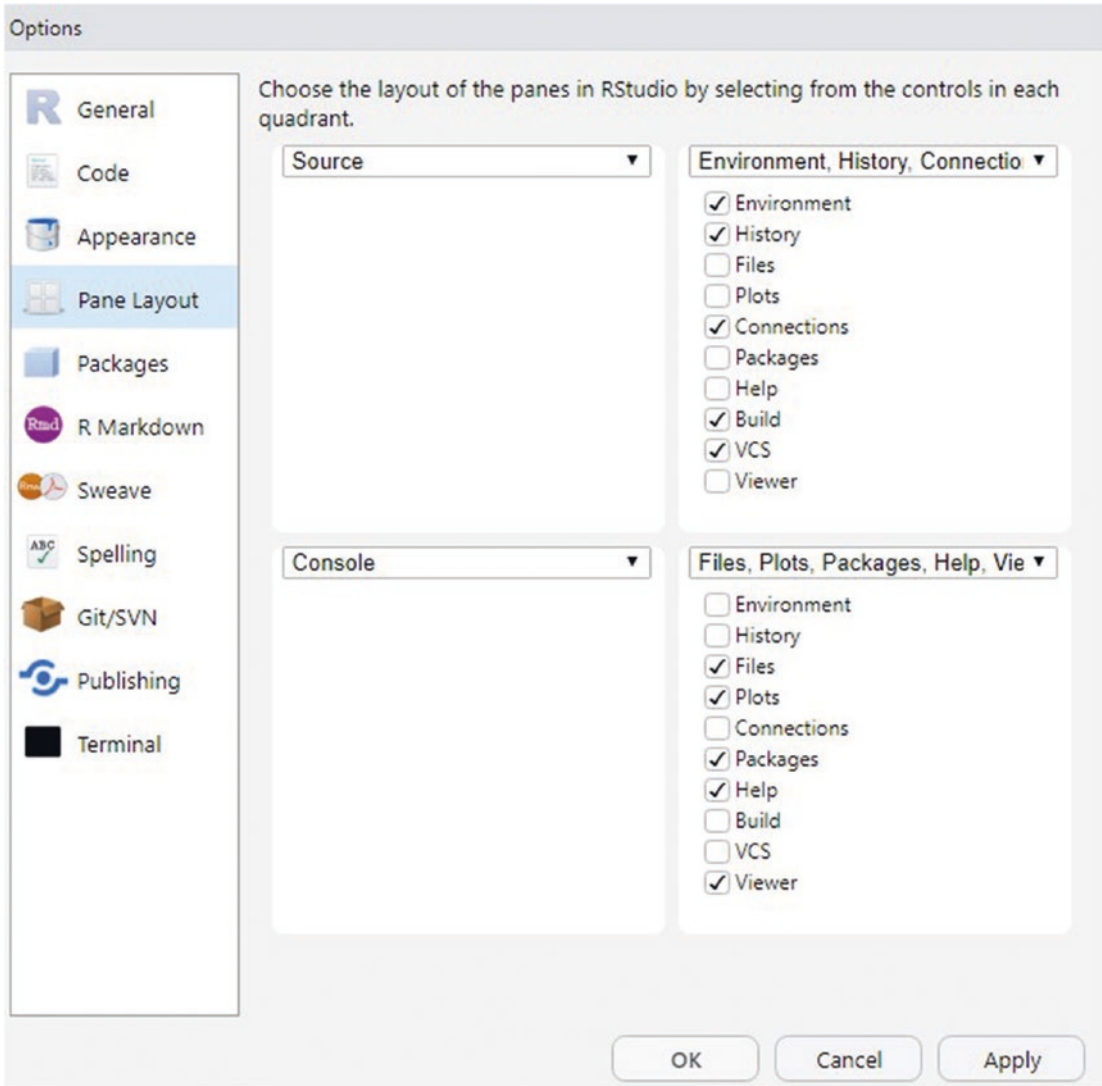 Options
General
Code
Appearance
Pane Layout
Packages
Rmd
R Markdown
Sweave
ABC
Spelling
Git/SVN
Publishing
Terminal
Choose the layout of the panes in RStudio by selecting from the controls in each
quadrant.
Source
Environment, History, Connectio
Environment
History
Files
Plots
Connections
Packages
Help
Build
VCS
Viewer
Console
Files, Plots, Packages, Help, Vie
Environment
History
Files
Plots
Connections
Packages
Help
Build
VCS
Viewer
OK
Cancel
Apply